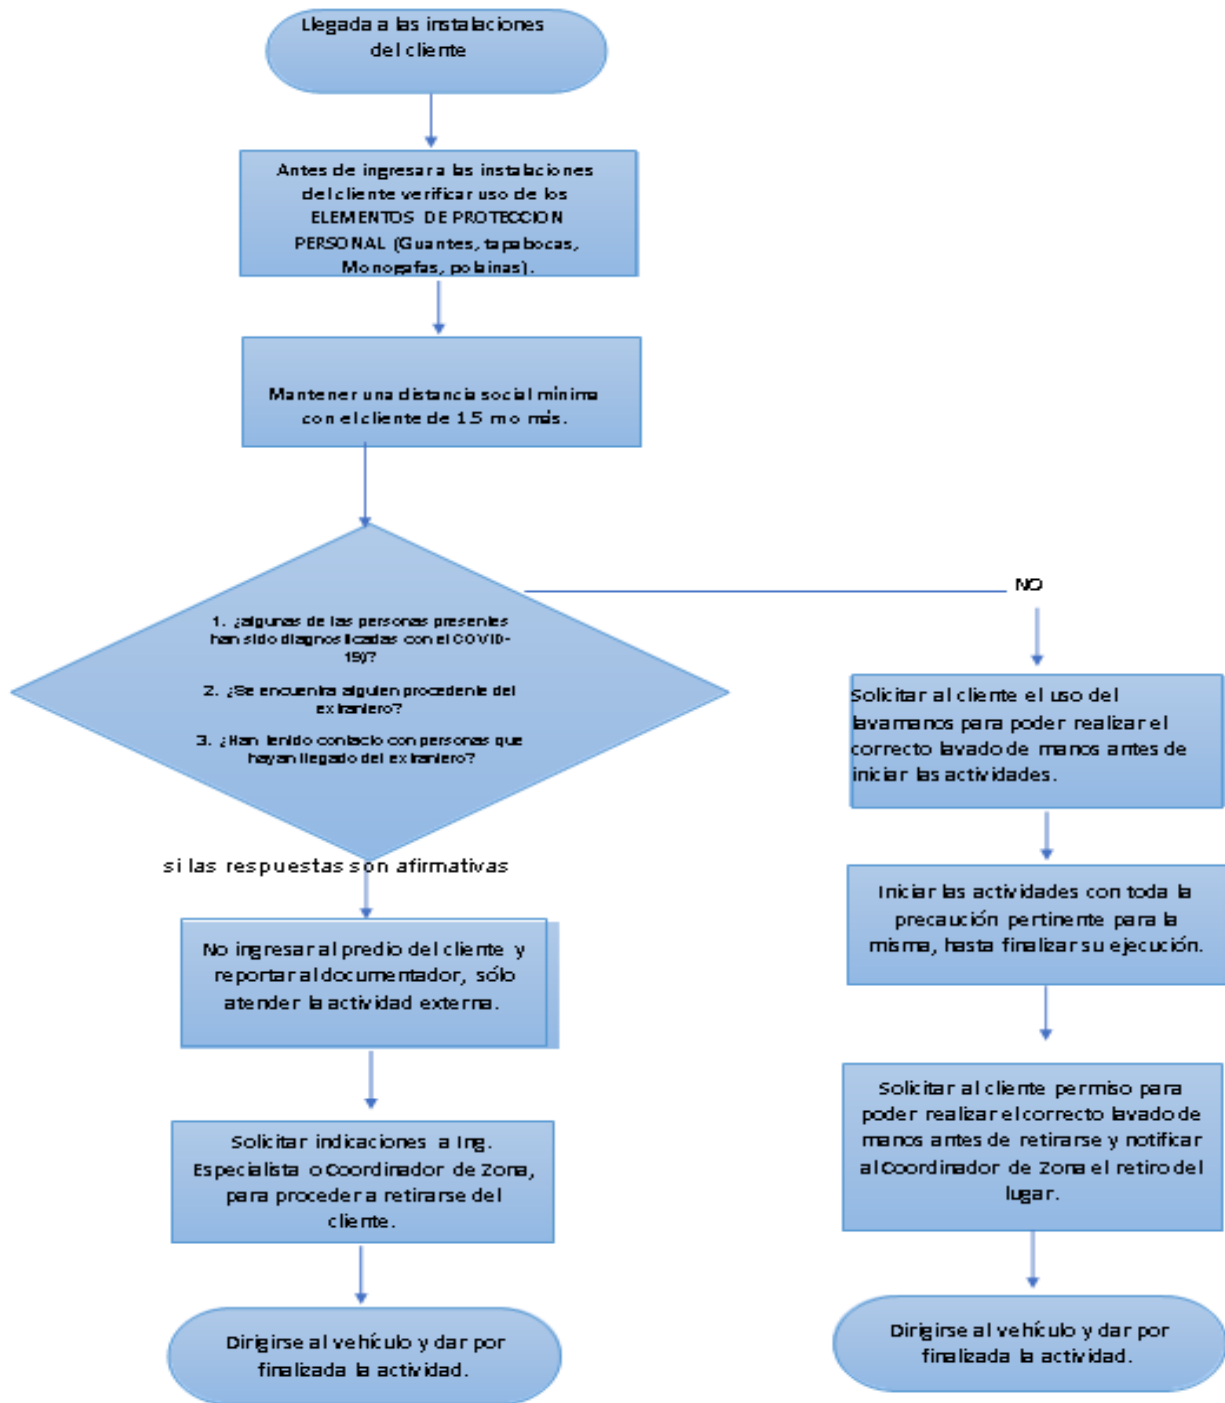 Llegada a las instalaciones
del cliente
Antes de ingresar a las instalaciones
del cliente verificar uso de los
ELEMENTOS DE PROTECCION
PERSONAL (Guantes, tapabocas,
Monogafas, polainas).
Mantener una distancia social mínima
con el cliente de 1.5 m o más.
1. ¿algunas de las personas presentes
han sido diagnosticadas con el COVID-
19)?
2. ¿Se encuentra alguien procedente del
extranjero?
3. ¿Han tenido contacto con personas que
hayan llegado del extranjero?
si las respuestas son afirmativas
No ingresar al predio del cliente y
reportar al documentador, sólo
atender la actividad externa.
Solicitar indicaciones a Ing.
Especialista o Coordinador de Zona,
para proceder a retirarse del
cliente.
Dirigirse al vehículo y dar por
finalizada la actividad.
NO
Solicitar al cliente el uso del
lavamanos para poder realizar el
correcto lavado de manos antes de
iniciar las actividades.
Iniciar las actividades con toda la
precaución pertinente para la
misma, hasta finalizar su ejecución.
Solicitar al cliente permiso para
poder realizar el correcto lavado de
manos antes de retirarse y notificar
al Coordinador de Zona el retiro del
lugar.
Dirigirse al vehículo y dar por
finalizada la actividad.